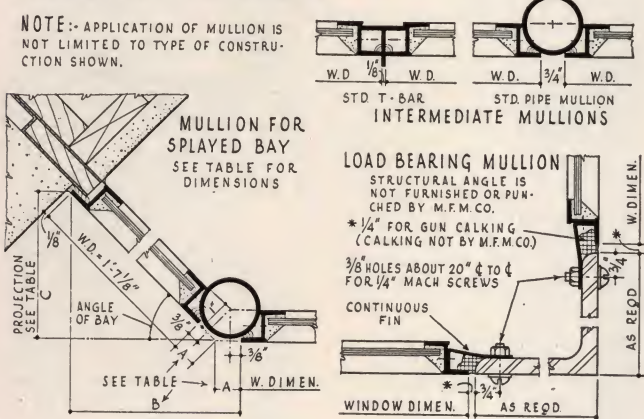 NOTE:- APPLICATION OF MULLION IS
NOT LIMITED TO TYPE OF CONSTRU-
CTION SHOWN.
W.D
1/8"
W.D.
W.D.
3/4"
W.D.
STD. T-BAR
STD. PIPE MULLION
INTERMEDIATE MULLIONS
MULLION FOR
SPLAYED BAY
SEE TABLE FOR
DIMENSIONS
1/8"
W.D. = 1'-7 1/8"
PROJECTION
SEE TABLE
C
ANGLE
OF BAY
3/8"
A
3/8"
SEE TABLE
A
W. DIMEN.
B
LOAD BEARING MULLION
STRUCTURAL ANGLE IS
NOT FURNISHED OR PUN-
CHED BY M.F.M.CO.
* 1/4" FOR GUN CALKING
(CALKING NOT BY M.F.M.CO.)
3/8" HOLES ABOUT 20" ₵ TO ₵
FOR 1/4" MACH SCREWS
CONTINUOUS
FIN
W.DIMEN.
*
3/4"
AS REQD
*
3/4"
WINDOW DIMEN.
AS REQD.